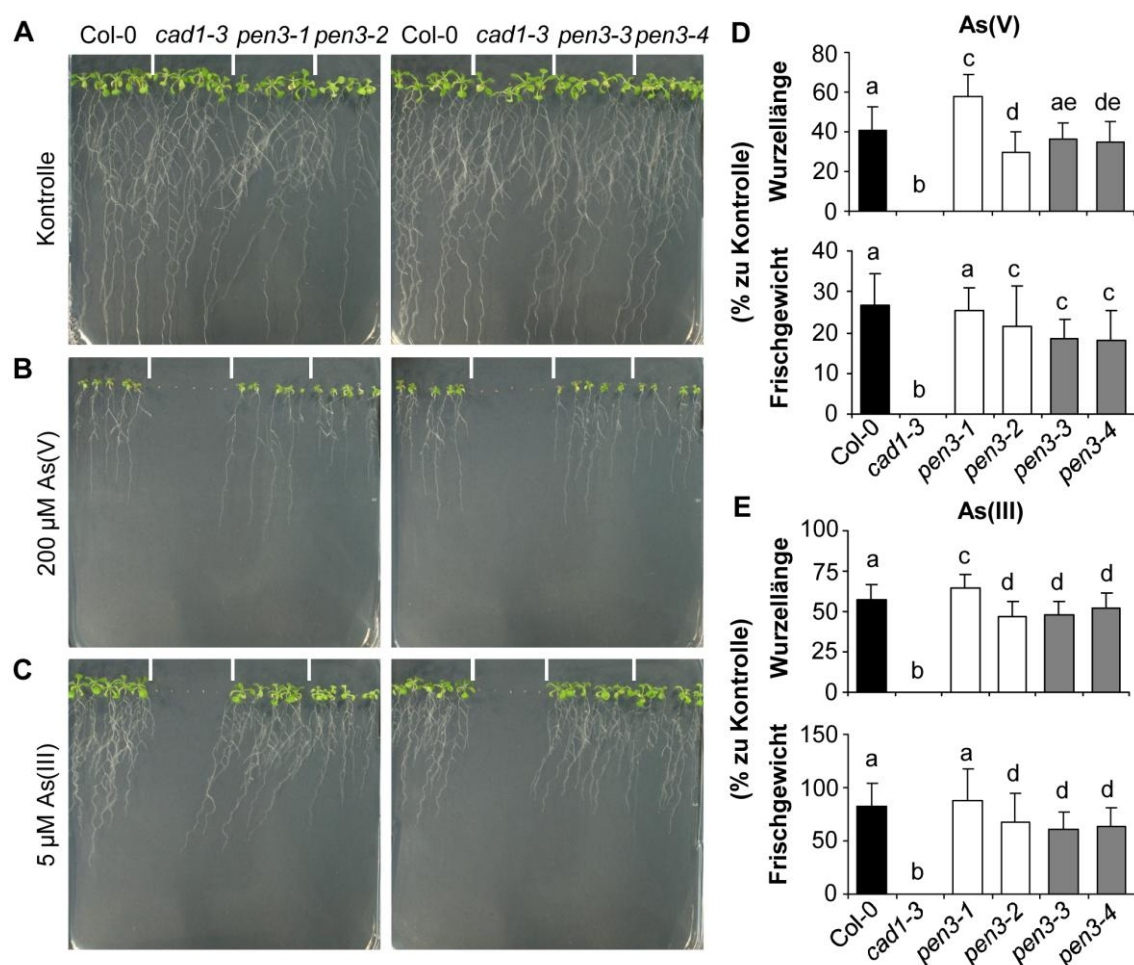 A
Col-0 cad1-3 pen3-1 pen3-2 Col-0 cad1-3 pen3-3 pen3-4
Kontrolle
B
200 µM As(V)
C
5 µM As(III)
D
As(V)
(% zu Kontrolle)
Wurzellänge
80
60
40
20
0
a
b
c
d
ae
de
Frischgewicht
40
30
20
10
0
a
b
a
c
c
c
Col-0
cad1-3
pen3-1
pen3-2
pen3-3
pen3-4
E
As(III)
(% zu Kontrolle)
Wurzellänge
100
75
50
25
0
a
b
c
d
d
d
Frischgewicht
150
100
50
0
a
b
a
d
d
d
Col-0
cad1-3
pen3-1
pen3-2
pen3-3
pen3-4